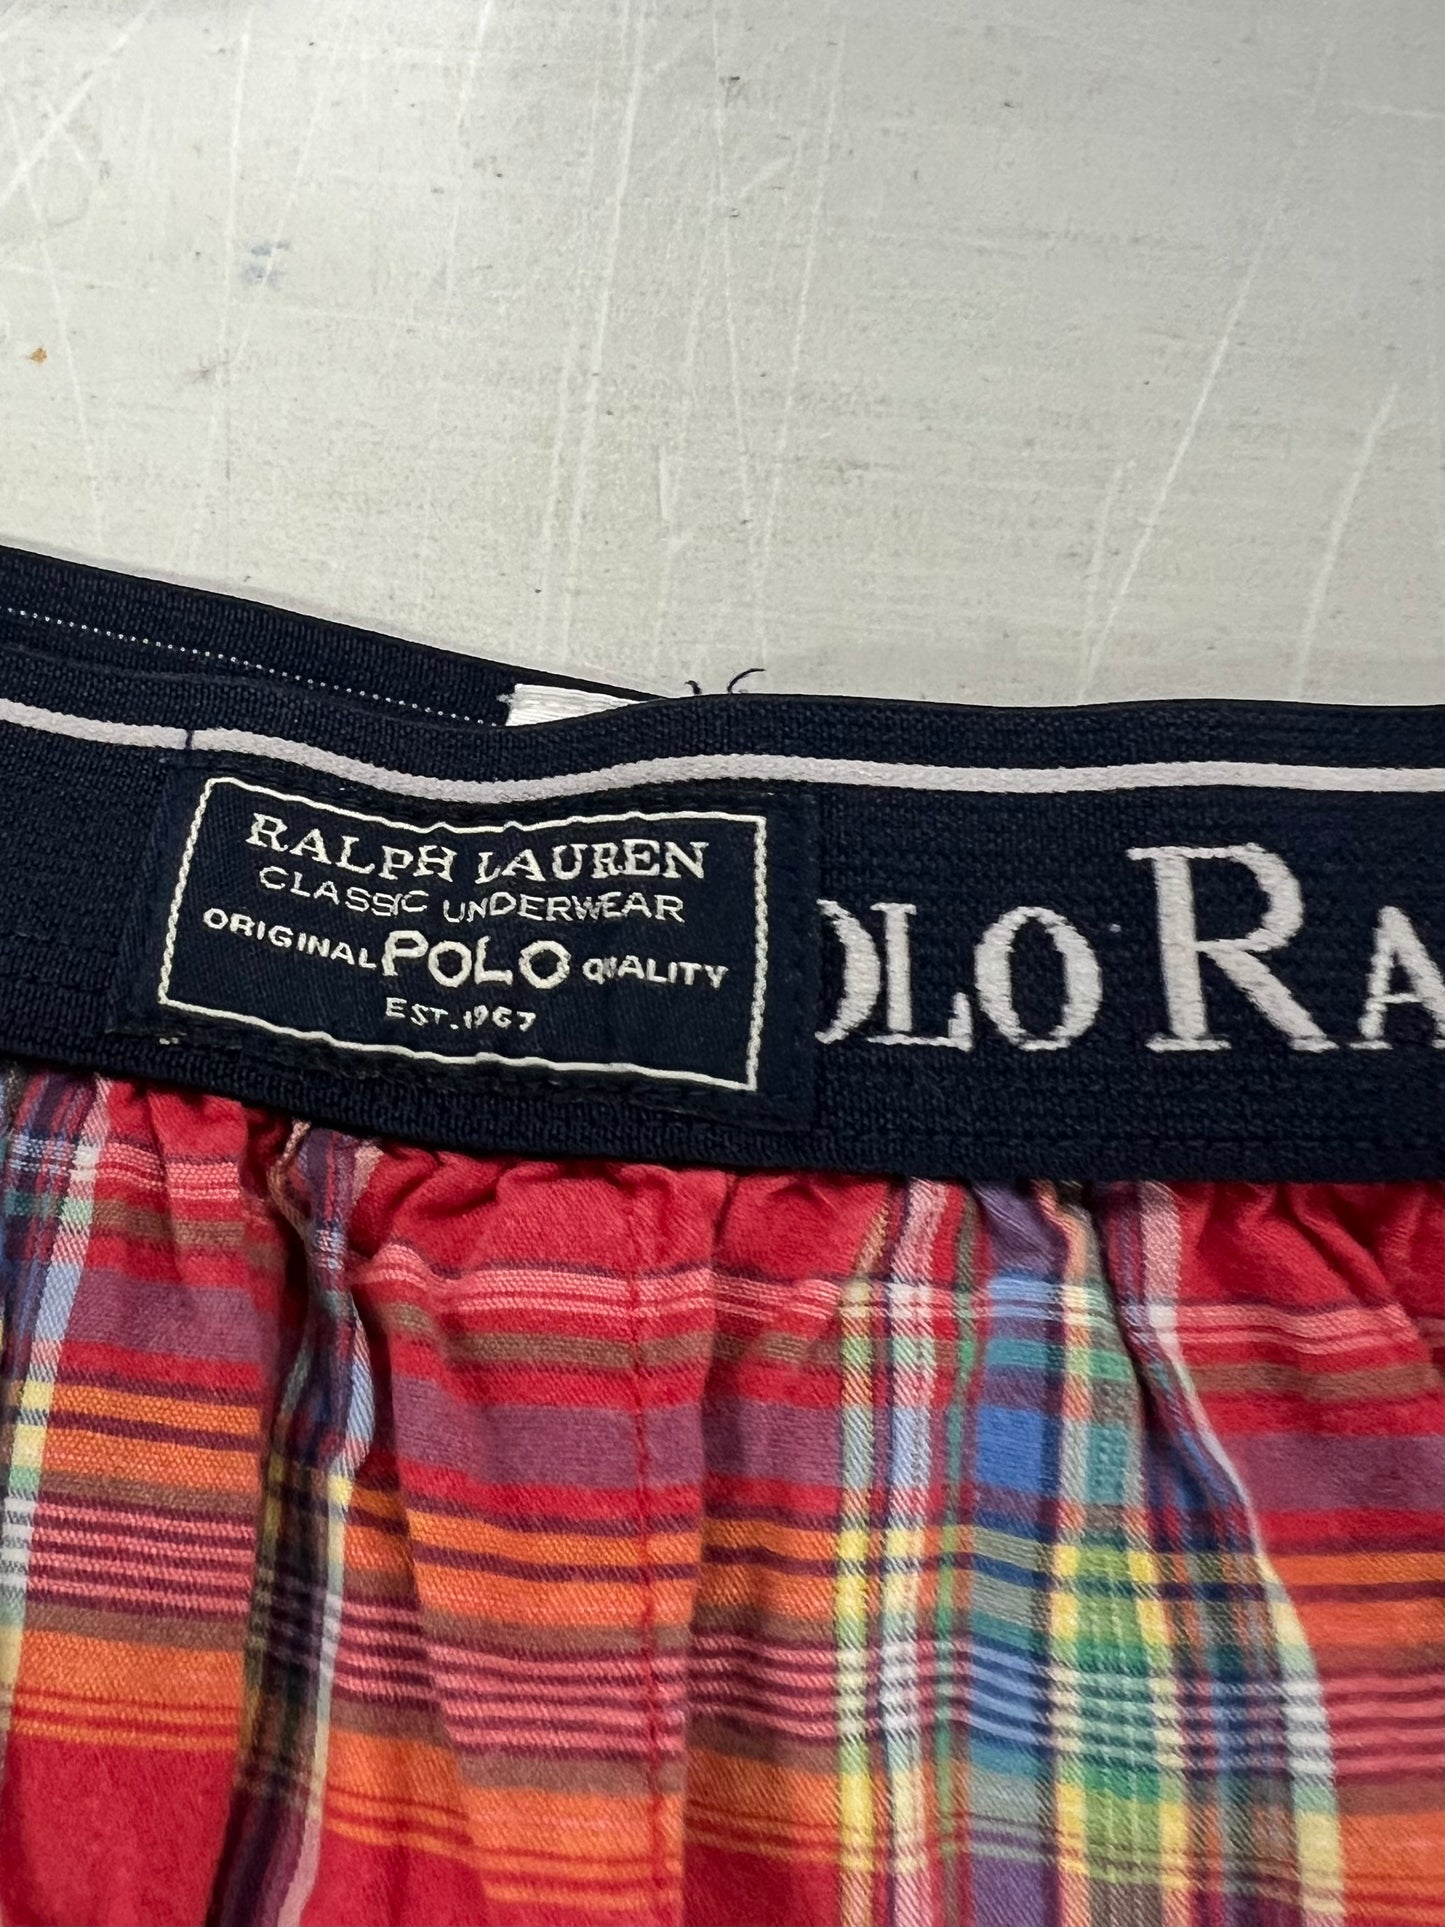 RALPH LAUREN
CLASSIC UNDERWEAR
ORIGINAL POLO QUALITY
EST. 1967
OLO RA